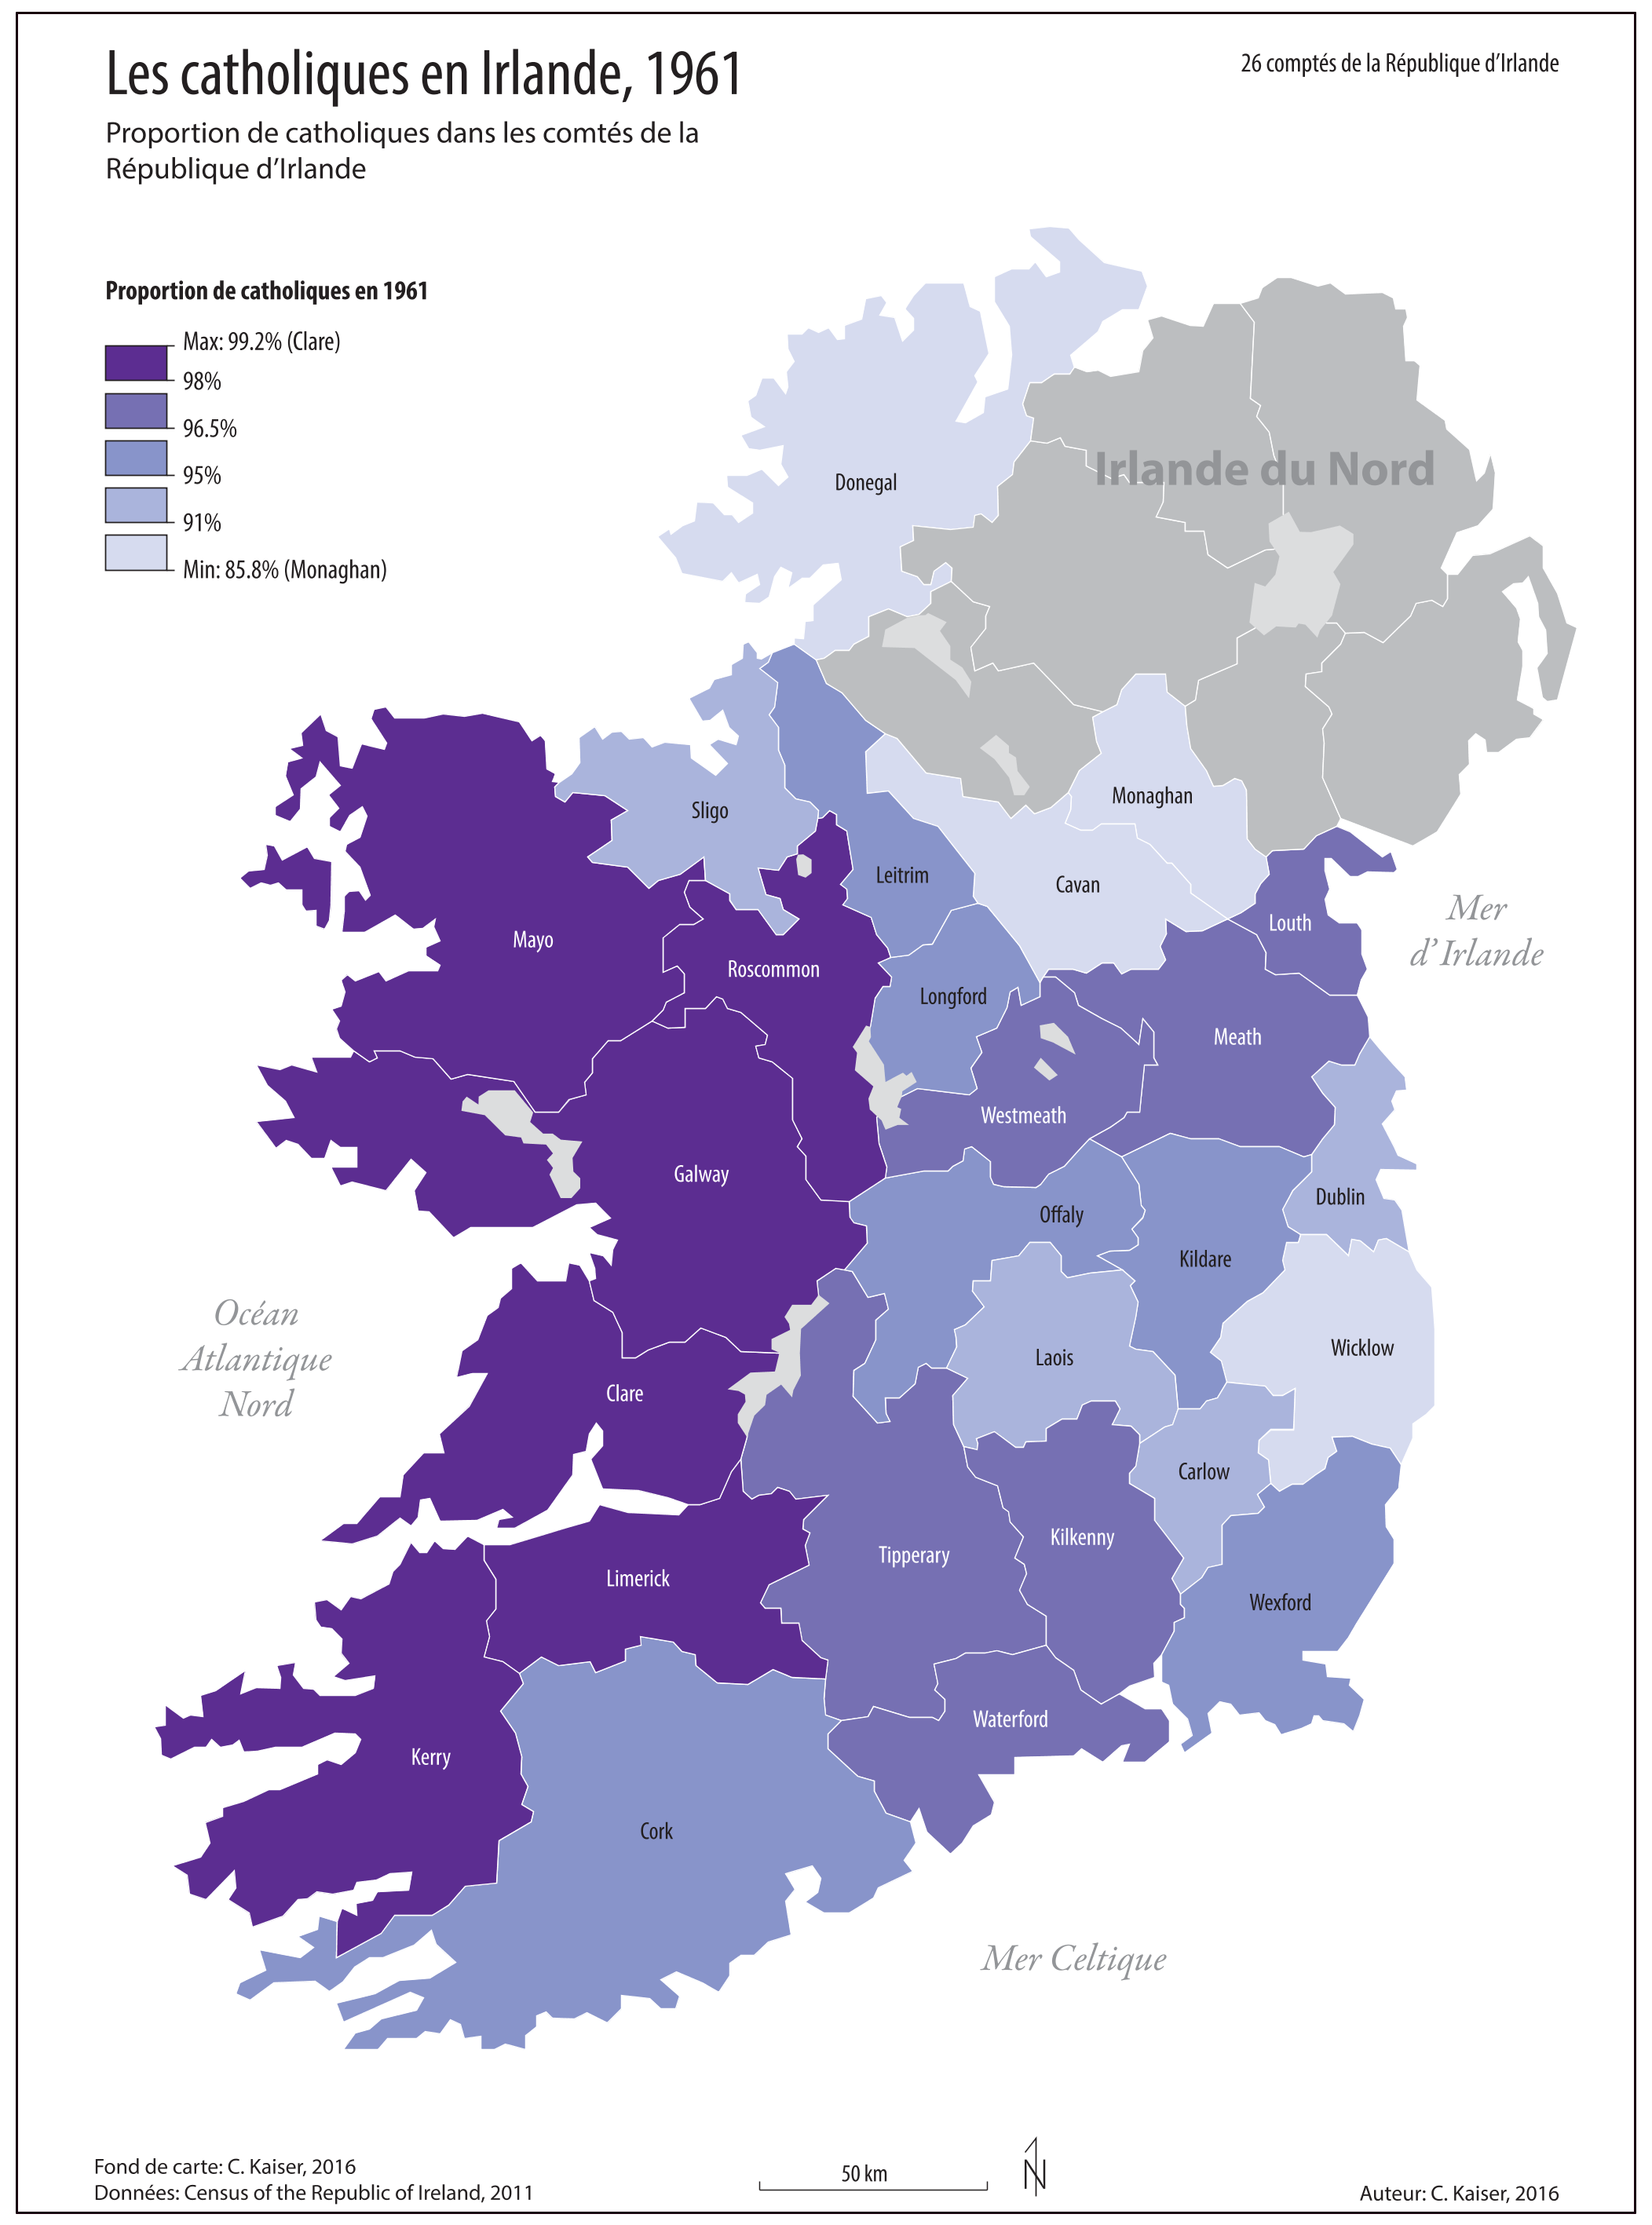 Les catholiques en Irlande, 1961
26 comptés de la République d'Irlande
Proportion de catholiques dans les comtés de la
République d'Irlande
Proportion de catholiques en 1961
Max: 99.2% (Clare)
98%
96.5%
95%
91%
Min: 85.8% (Monaghan)
Irlande du Nord
Donegal
Monaghan
Sligo
Leitrim
Cavan
Louth
Mer
d'Irlande
Mayo
Roscommon
Longford
Meath
Westmeath
Galway
Dublin
Offaly
Kildare
Océan
Atlantique
Nord
Wicklow
Laois
Clare
Carlow
Kilkenny
Tipperary
Limerick
Wexford
Waterford
Kerry
Cork
Mer Celtique
Fond de carte: C. Kaiser, 2016
Données: Census of the Republic of Ireland, 2011
50 km
N
Auteur: C. Kaiser, 2016